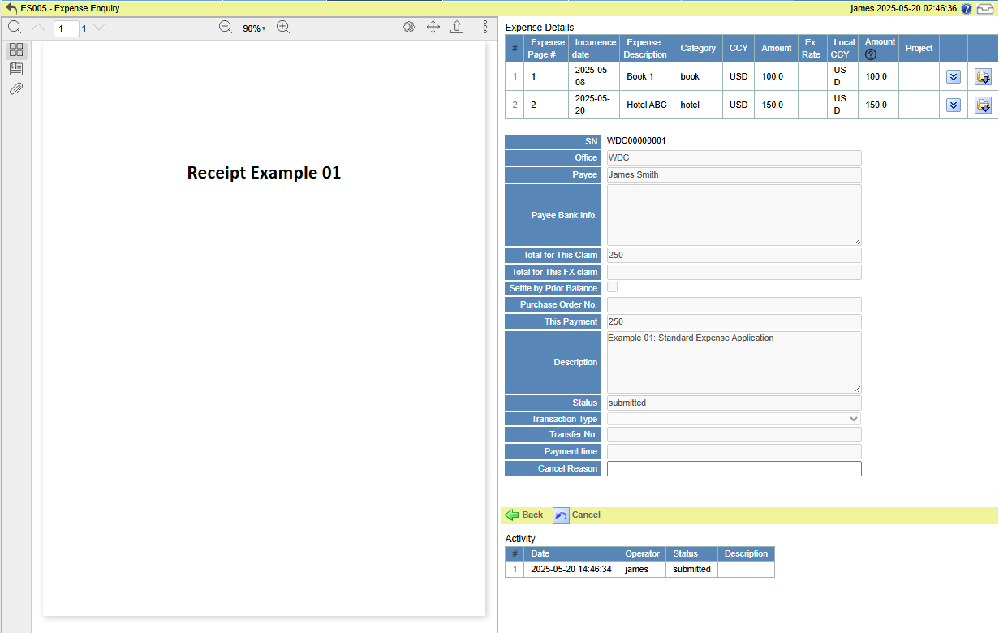 ES005 - Expense Enquiry
james 2025-05-20 02:46:36
1 1
90%
Receipt Example 01
Expense Details
# Expense Page # Incurrence date Expense Description Category CCY Amount Ex. Rate Local CCY Amount Project
1 1 2025-05-08 Book 1 book USD 100.0 USD 100.0
2 2 2025-05-20 Hotel ABC hotel USD 150.0 USD 150.0
SN WDC00000001
Office WDC
Payee James Smith
Payee Bank Info.
Total for This Claim 250
Total for This FX claim
Settle by Prior Balance
Purchase Order No.
This Payment 250
Description Example 01: Standard Expense Application
Status submitted
Transaction Type
Transfer No.
Payment time
Cancel Reason
Back Cancel
Activity
# Date Operator Status Description
1 2025-05-20 14:46:34 james submitted